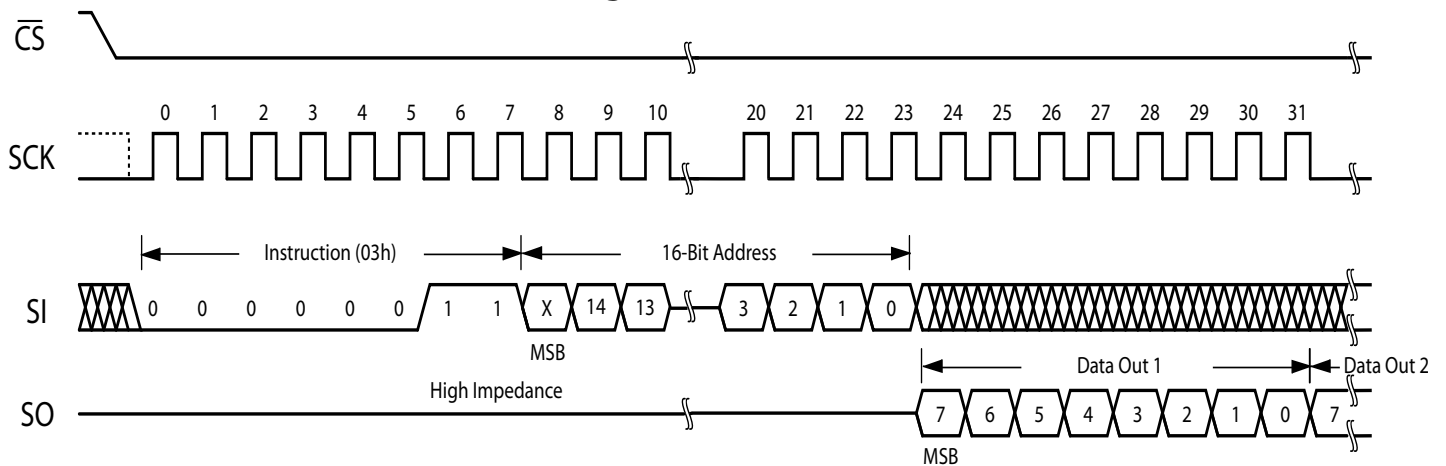 CS
0 1 2 3 4 5 6 7 8 9 10 20 21 22 23 24 25 26 27 28 29 30 31
SCK
Instruction (03h) 16-Bit Address
SI 0 0 0 0 0 0 1 1 X 14 13 3 2 1 0
MSB
Data Out 1 Data Out 2
High Impedance
SO 7 6 5 4 3 2 1 0 7
MSB